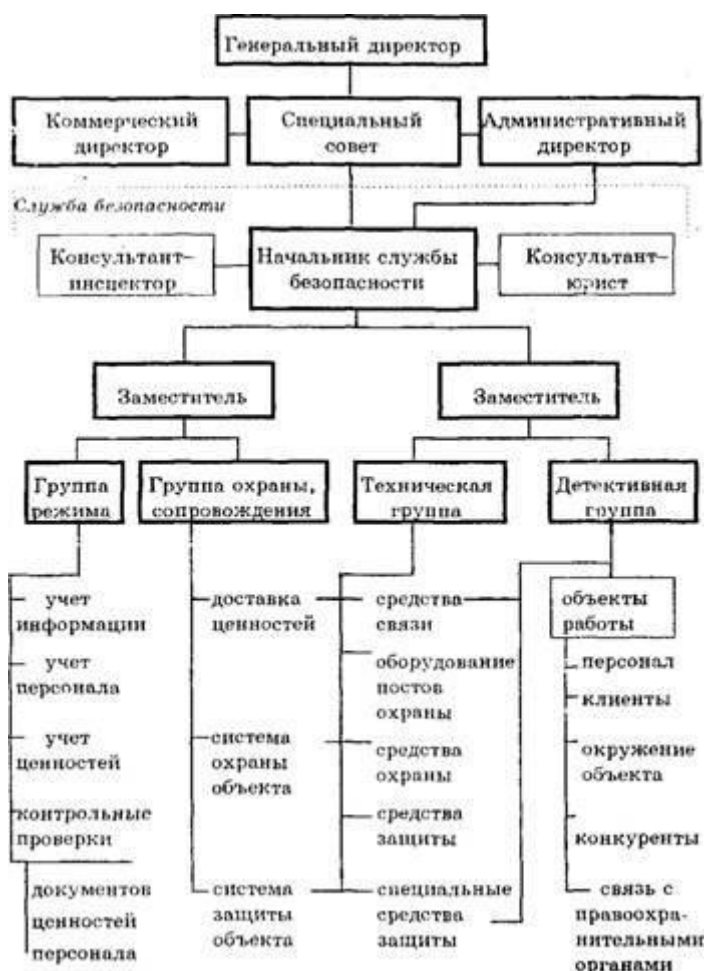 Генеральный директор
Коммерческий
директор
Специальный
совет
Административный
директор
Служба безопасности
Консультант–
инспектор
Начальник службы
безопасности
Консультант–
юрист
Заместитель
Заместитель
Группа
режима
Группа охраны,
сопровождения
Техническая
группа
Детективная
группа
учет
информации
учет
персонала
учет
ценностей
контрольные
проверки
документов
ценностей
персонала
доставка
ценностей
система
охраны
объекта
система
защиты
объекта
средства
связи
оборудование
постов
охраны
средства
охраны
средства
защиты
специальные
средства
защиты
объекты
работы
персонал
клиенты
окружение
объекта
конкуренты
связь с
правоохра-
нительными
органами